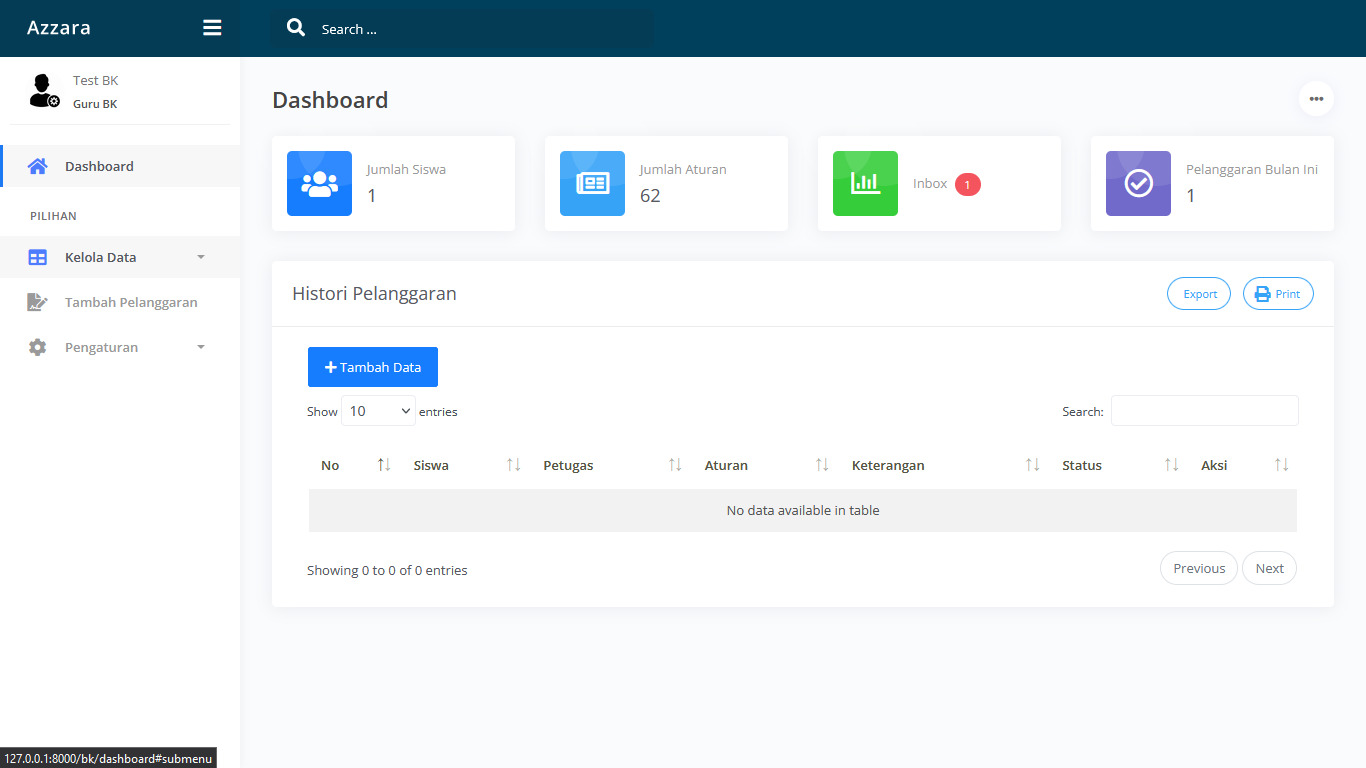 Azzara
Search ...
Test BK
Guru BK
Dashboard
PILIHAN
Kelola Data
Tambah Pelanggaran
Pengaturan
Dashboard
Jumlah Siswa
1
Jumlah Aturan
62
Inbox 1
Pelanggaran Bulan Ini
1
Histori Pelanggaran
Export
Print
Tambah Data
Show 10 entries
Search:
No Siswa Petugas Aturan Keterangan Status Aksi
No data available in table
Showing 0 to 0 of 0 entries
Previous Next
127.0.0.1:8000/bk/dashboard#submenu